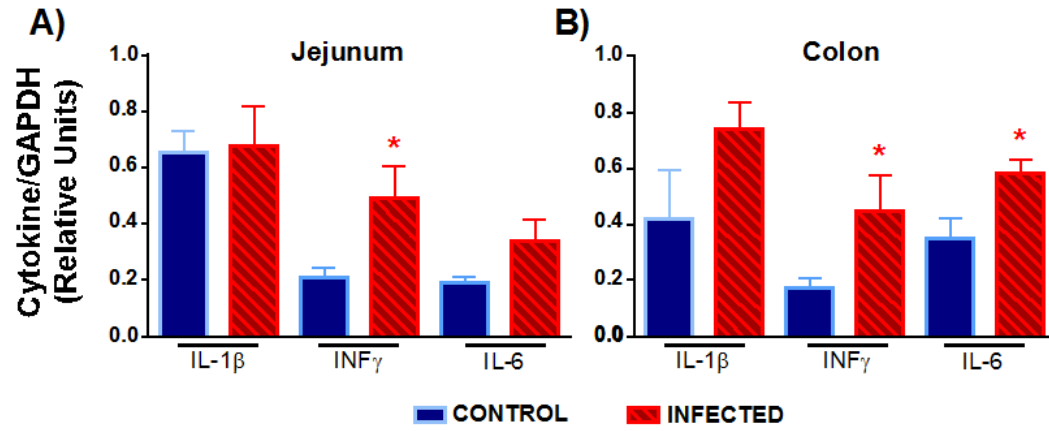 A)
Jejunum
Cytokine/GAPDH
(Relative Units)
1.0
0.8
0.6
0.4
0.2
0.0
*
IL-1β
INFγ
IL-6
B)
Colon
1.0
0.8
0.6
0.4
0.2
0.0
*
*
IL-1β
INFγ
IL-6
CONTROL
INFECTED